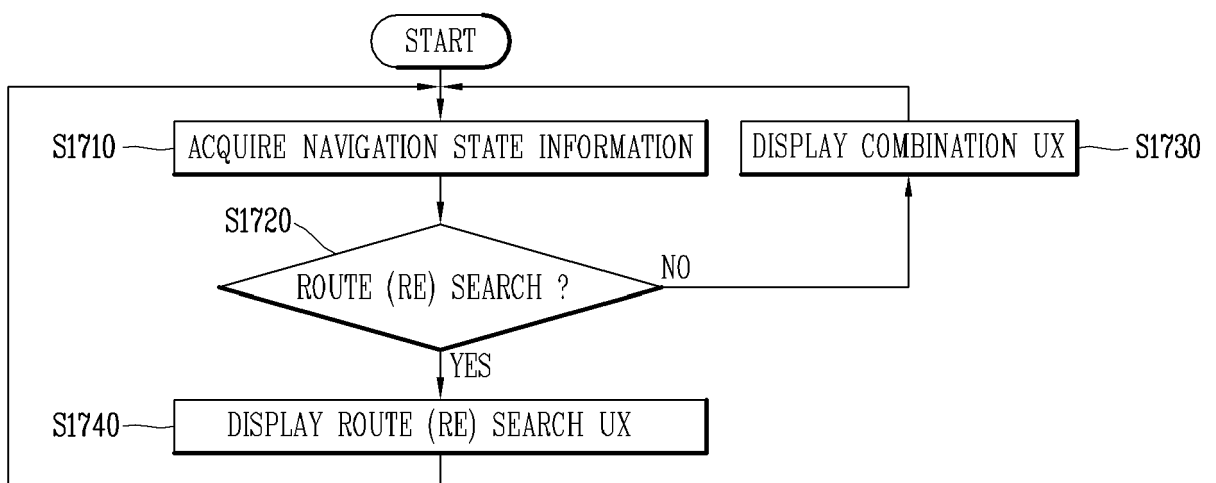 START
S1710
ACQUIRE NAVIGATION STATE INFORMATION
DISPLAY COMBINATION UX
S1730
S1720
ROUTE (RE) SEARCH ?
NO
YES
S1740
DISPLAY ROUTE (RE) SEARCH UX